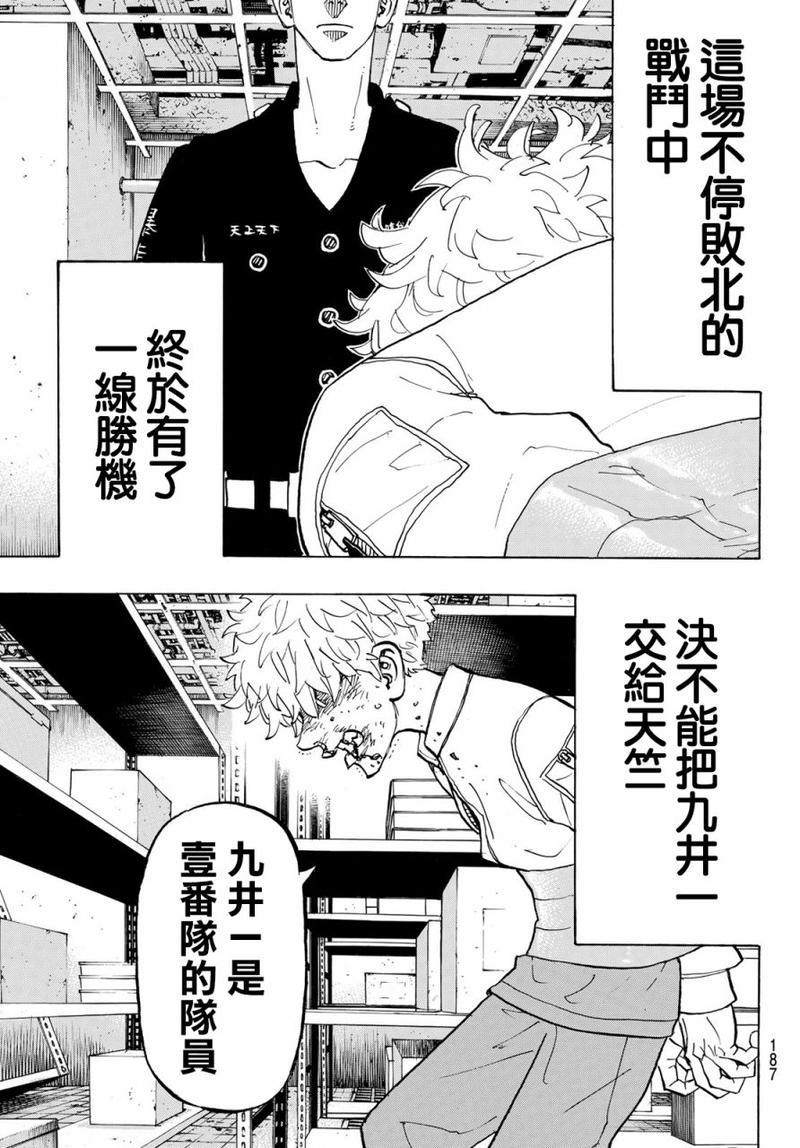 這場不停敗北的
戰鬥中
天上天下
終於有了
一線勝機
決不能把九井一
交給天竺
九井一是
壹番隊的隊員
187